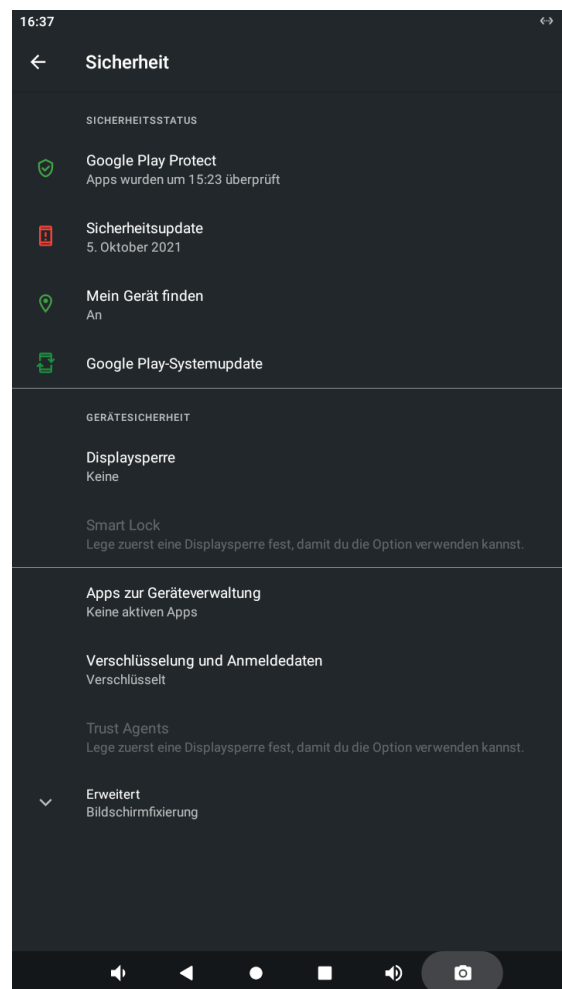 16:37
Sicherheit
SICHERHEITSSTATUS
Google Play Protect
Apps wurden um 15:23 überprüft
Sicherheitsupdate
5. Oktober 2021
Mein Gerät finden
An
Google Play-Systemupdate
GERÄTESICHERHEIT
Displaysperre
Keine
Smart Lock
Lege zuerst eine Displaysperre fest, damit du die Option verwenden kannst.
Apps zur Geräteverwaltung
Keine aktiven Apps
Verschlüsselung und Anmeldedaten
Verschlüsselt
Trust Agents
Lege zuerst eine Displaysperre fest, damit du die Option verwenden kannst.
Erweitert
Bildschirmfixierung